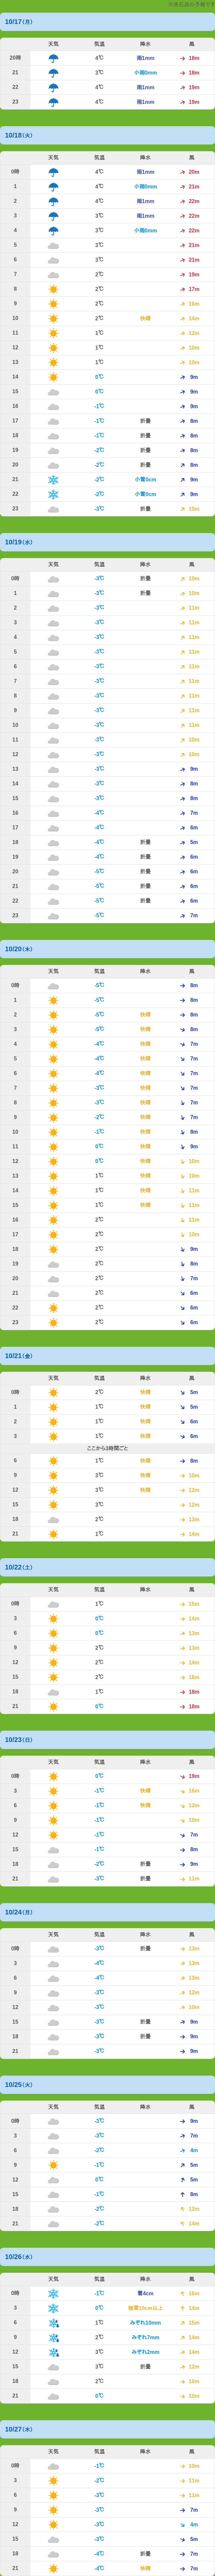 の予報です
10/17(月)
天気 気温 降水 風
20時 4℃ 雨1mm 18m
21 4℃ 小雨0mm 18m
22 4℃ 雨1mm 19m
23 4℃ 雨1mm 19m
10/18(火)
天気 気温 降水 風
0時 4℃ 雨1mm 20m
1 4℃ 小雨0mm 21m
2 4℃ 雨1mm 22m
3 3℃ 雨1mm 22m
4 3℃ 小雨0mm 22m
5 3℃ 21m
6 3℃ 21m
7 2℃ 19m
8 2℃ 17m
9 2℃ 16m
10 2℃ 快晴 14m
11 1℃ 12m
12 1℃ 10m
13 1℃ 10m
14 0℃ 9m
15 0℃ 9m
16 -1℃ 9m
17 -1℃ 折曇 8m
18 -1℃ 折曇 8m
19 -2℃ 折曇 8m
20 -2℃ 折曇 8m
21 -2℃ 小雪0cm 9m
22 -2℃ 小雪0cm 9m
23 -3℃ 折曇 10m
10/19(水)
天気 気温 降水 風
0時 -3℃ 折曇 10m
1 -3℃ 折曇 10m
2 -3℃ 11m
3 -3℃ 11m
4 -3℃ 11m
5 -3℃ 11m
6 -3℃ 11m
7 -3℃ 11m
8 -3℃ 11m
9 -3℃ 11m
10 -3℃ 11m
11 -3℃ 10m
12 -3℃ 10m
13 -3℃ 9m
14 -3℃ 8m
15 -3℃ 8m
16 -4℃ 7m
17 -4℃ 6m
18 -4℃ 折曇 5m
19 -4℃ 折曇 6m
20 -5℃ 折曇 6m
21 -5℃ 折曇 6m
22 -5℃ 折曇 6m
23 -5℃ 7m
10/20(木)
天気 気温 降水 風
0時 -5℃ 8m
1 -5℃ 8m
2 -5℃ 快晴 8m
3 -5℃ 快晴 8m
4 -4℃ 快晴 7m
5 -4℃ 快晴 7m
6 -4℃ 快晴 7m
7 -3℃ 快晴 7m
8 -3℃ 快晴 7m
9 -2℃ 快晴 7m
10 -1℃ 快晴 8m
11 0℃ 快晴 9m
12 0℃ 快晴 10m
13 1℃ 快晴 10m
14 1℃ 快晴 11m
15 1℃ 快晴 11m
16 2℃ 11m
17 2℃ 10m
18 2℃ 9m
19 2℃ 8m
20 2℃ 7m
21 2℃ 6m
22 2℃ 6m
23 2℃ 6m
10/21(金)
天気 気温 降水 風
0時 2℃ 快晴 5m
1 1℃ 快晴 5m
2 1℃ 快晴 6m
3 1℃ 快晴 6m
ここから3時間ごと
6 1℃ 快晴 8m
9 3℃ 快晴 10m
12 3℃ 快晴 12m
15 3℃ 12m
18 2℃ 13m
21 1℃ 14m
10/22(土)
天気 気温 降水 風
0時 1℃ 15m
3 0℃ 14m
6 0℃ 13m
9 2℃ 13m
12 2℃ 14m
15 2℃ 16m
18 1℃ 18m
21 0℃ 18m
10/23(日)
天気 気温 降水 風
0時 0℃ 19m
3 -1℃ 快晴 16m
6 -1℃ 快晴 12m
9 -1℃ 10m
12 -1℃ 7m
15 -1℃ 8m
18 -2℃ 折曇 9m
21 -3℃ 折曇 11m
10/24(月)
天気 気温 降水 風
0時 -3℃ 折曇 13m
3 -4℃ 13m
6 -4℃ 13m
9 -3℃ 12m
12 -3℃ 10m
15 -3℃ 折曇 9m
18 -3℃ 折曇 9m
21 -3℃ 9m
10/25(火)
天気 気温 降水 風
0時 -3℃ 9m
3 -3℃ 7m
6 -2℃ 4m
9 -1℃ 5m
12 0℃ 5m
15 -1℃ 8m
18 -2℃ 12m
21 -2℃ 14m
10/26(水)
天気 気温 降水 風
0時 -1℃ 雪4cm 16m
3 0℃ 強雪10cm以上 14m
6 1℃ みぞれ10mm 15m
9 2℃ みぞれ7mm 14m
12 3℃ みぞれ2mm 14m
15 3℃ 折曇 12m
18 2℃ 10m
21 0℃ 10m
10/27(木)
天気 気温 降水 風
0時 -1℃ 10m
3 -2℃ 11m
6 -3℃ 11m
9 -3℃ 7m
12 -3℃ 4m
15 -3℃ 5m
18 -4℃ 折曇 7m
21 -4℃ 快晴 7m